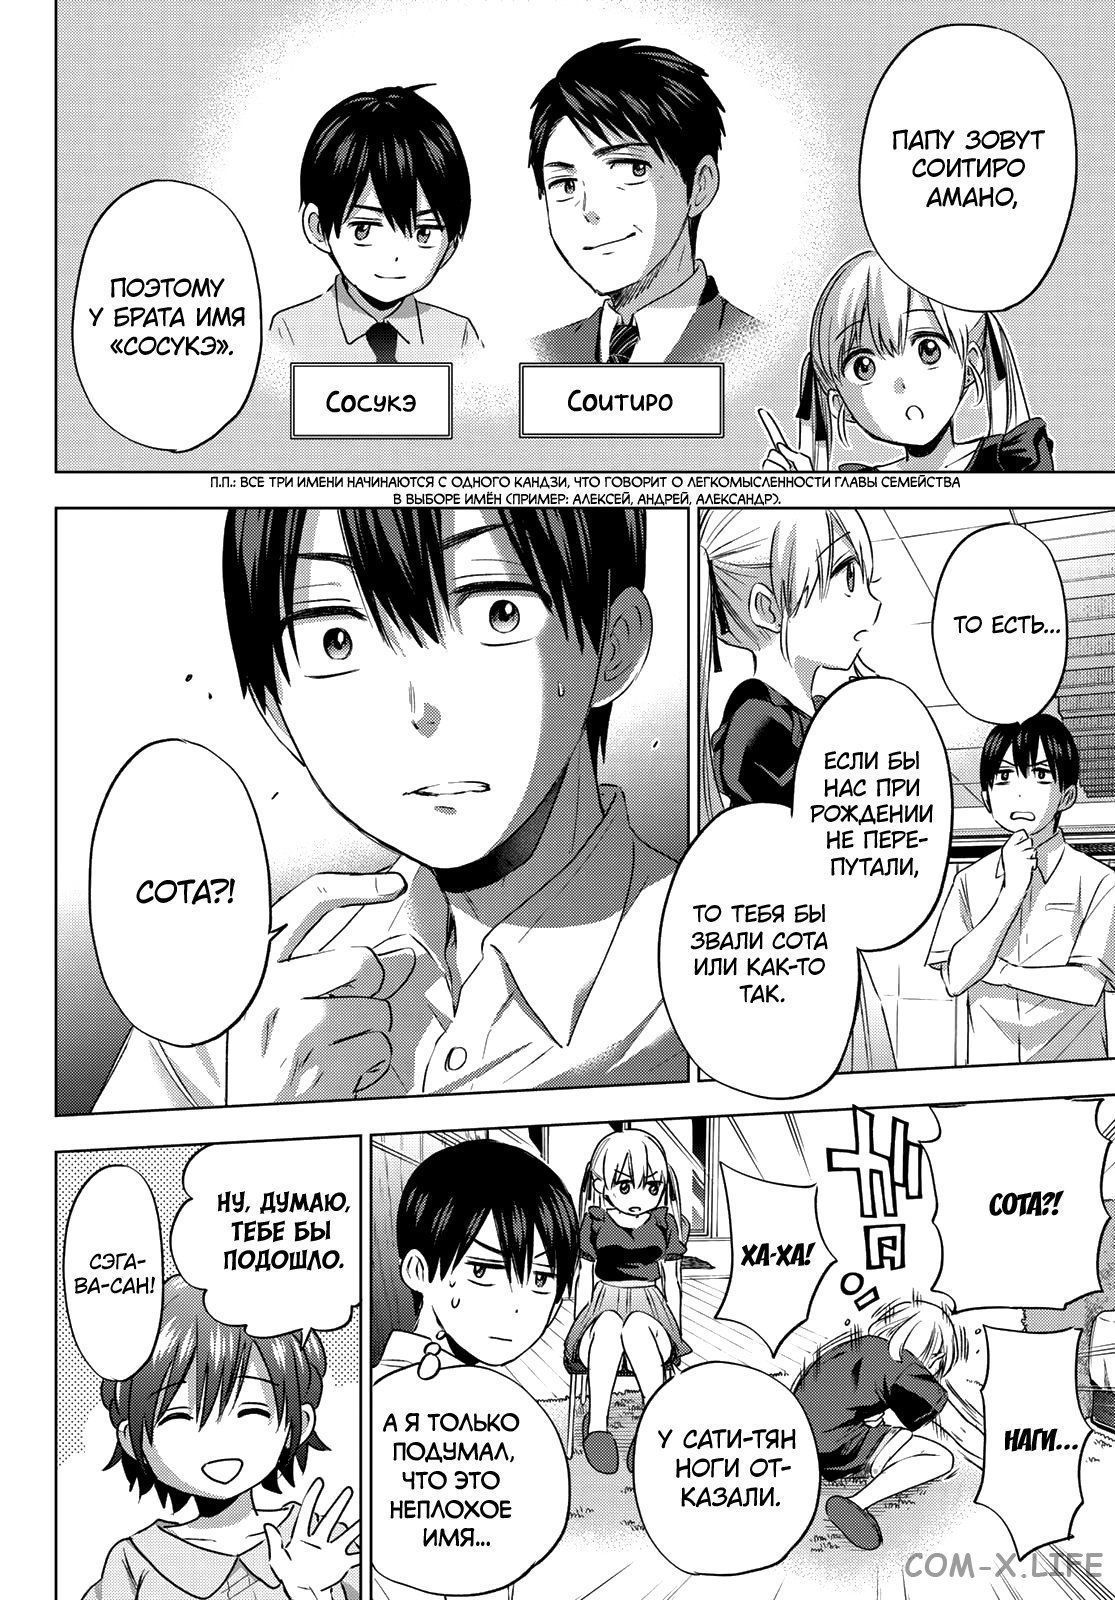 ПАПУ ЗОВУТ
СОИТИРО
АМАНО,
ПОЭТОМУ
У БРАТА ИМЯ
«СОСУКЭ».
СОИТИРО
СОСУКЭ
П.П.: ВСЕ ТРИ ИМЕНИ НАЧИНАЮТСЯ С ОДНОГО КАНДЗИ, ЧТО ГОВОРИТ О ЛЕГКОМЫСЛЕННОСТИ ГЛАВЫ СЕМЕЙСТВА
В ВЫБОРЕ ИМЁН (ПРИМЕР: АЛЕКСЕЙ, АНДРЕЙ, АЛЕКСАНДР).
ТО ЕСТЬ...
ЕСЛИ БЫ
НАС ПРИ
РОЖДЕНИИ
НЕ ПЕРЕ-
ПУТАЛИ,
ТО ТЕБЯ БЫ
ЗВАЛИ СОТА
ИЛИ КАК-ТО
ТАК.
СОТА?!
СОТА?!
НАГИ...
ХА-ХА!
ガクッ
У САТИ-ТЯН
НОГИ ОТ-
КАЗАЛИ.
А Я ТОЛЬКО
ПОДУМАЛ,
ЧТО ЭТО
НЕПЛОХОЕ
ИМЯ...
НУ, ДУМАЮ,
ТЕБЕ БЫ
ПОДОШЛО.
СЭГА-
ВА-САН!
COM-X.LIFE